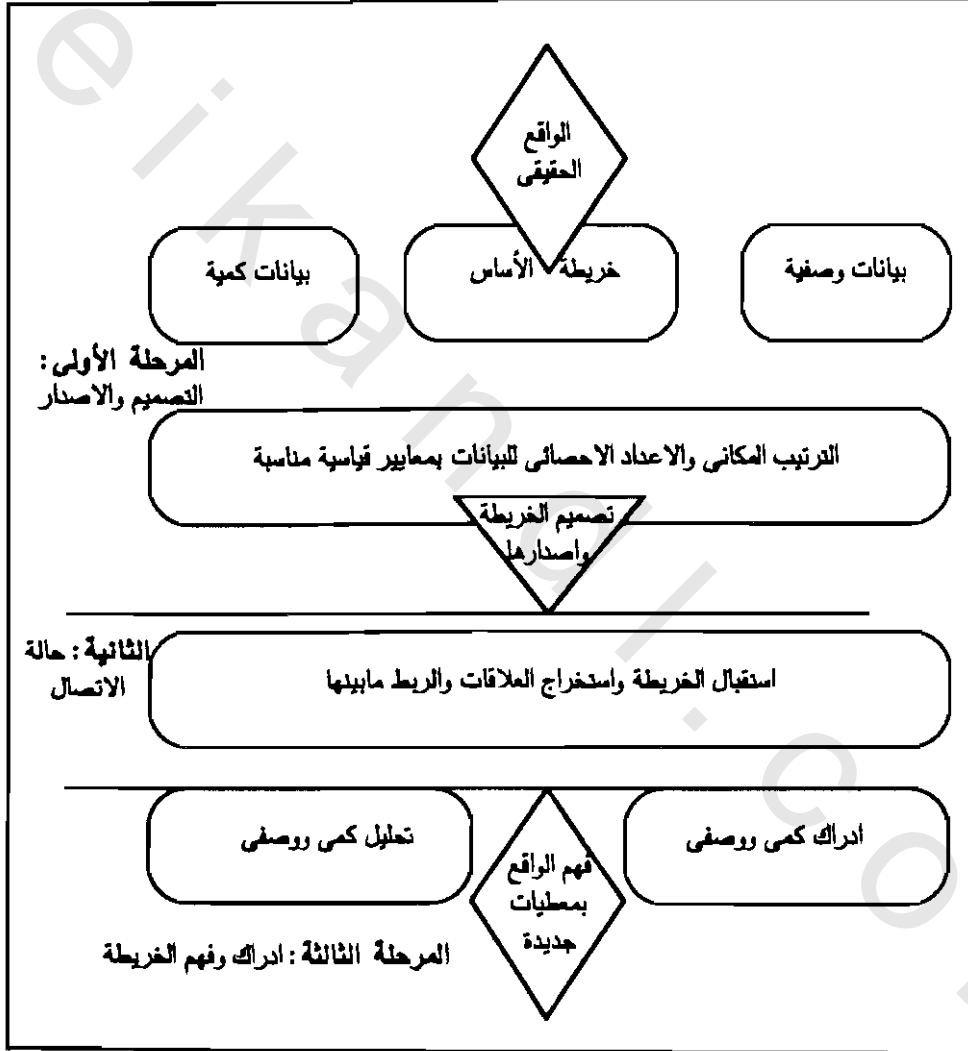 الواقع
الحقيقى
بيانات وصفية
خريطة الأساس
بيانات كمية
المرحلة الأولى :
التصميم والاصدار
الترتيب المكانى والاعداد الاحصائى للبيانات بمعايير قياسية مناسبة
تصميم الخريطة
واصدارها
الثانية : حالة
الاتصال
استقبال الخريطة واستخراج العلاقات والربط مابينها
ادراك كمى ووصفى
تحليل كمى ووصفى
فهم الواقع
بمعطيات
جديدة
المرحلة الثالثة : ادراك وفهم الخريطة
eikandl.co